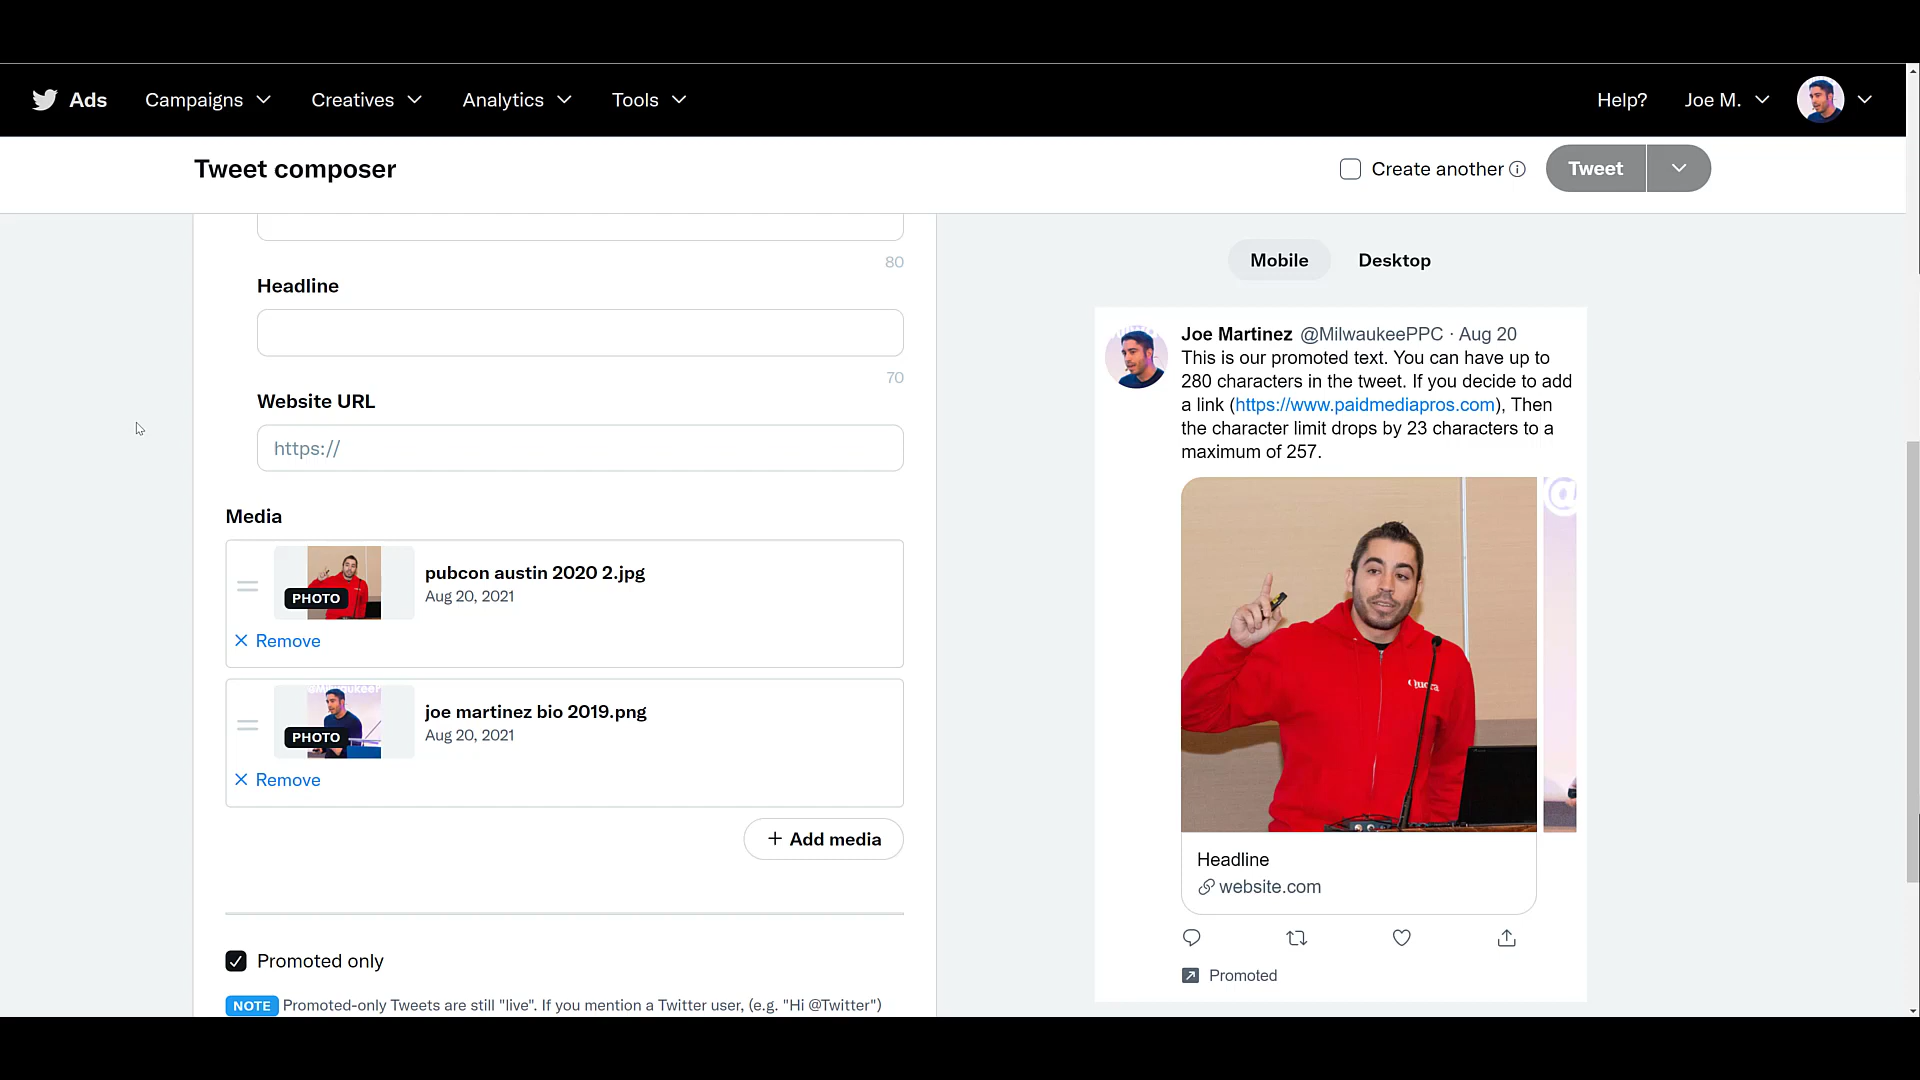 Ads
Campaigns
Creatives
Analytics
Tools
Help?
Joe M.
Tweet composer
Create another
Tweet
80
Headline
70
Website URL
https://
Media
PHOTO
pubcon austin 2020 2.jpg
Aug 20, 2021
Remove
PHOTO
joe martinez bio 2019.png
Aug 20, 2021
Remove
+ Add media
Promoted only
NOTE Promoted-only Tweets are still "live". If you mention a Twitter user, (e.g. "Hi @Twitter")
Mobile
Desktop
Joe Martinez @MilwaukeePPC · Aug 20
This is our promoted text. You can have up to
280 characters in the tweet. If you decide to add
a link (https://www.paidmediapros.com), Then
the character limit drops by 23 characters to a
maximum of 257.
Quora
@
Headline
website.com
Promoted